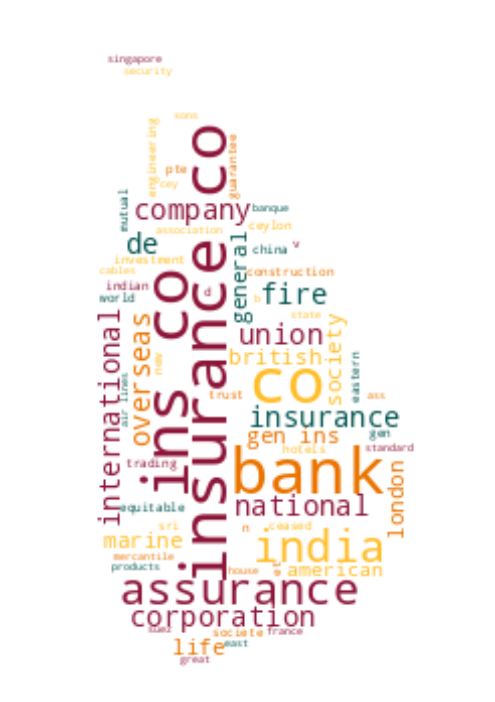 singapore
security
sons
engineering
insurance co
guarantee
pte
cey
mutual
company
banque
association
ceylon
de
general
china
v
investment
cables
ins co
construction
indian
world
d
b
fire
international
overseas
state
society
union
new
british
eastern
air lines
co
trust
ass
insurance
gen ins
gen
hotels
standard
trading
bank
london
equitable
national
sri
n
ceased
marine
india
mercantile
products
house
et
american
assurance
corporation
suez
societe
france
life
east
great